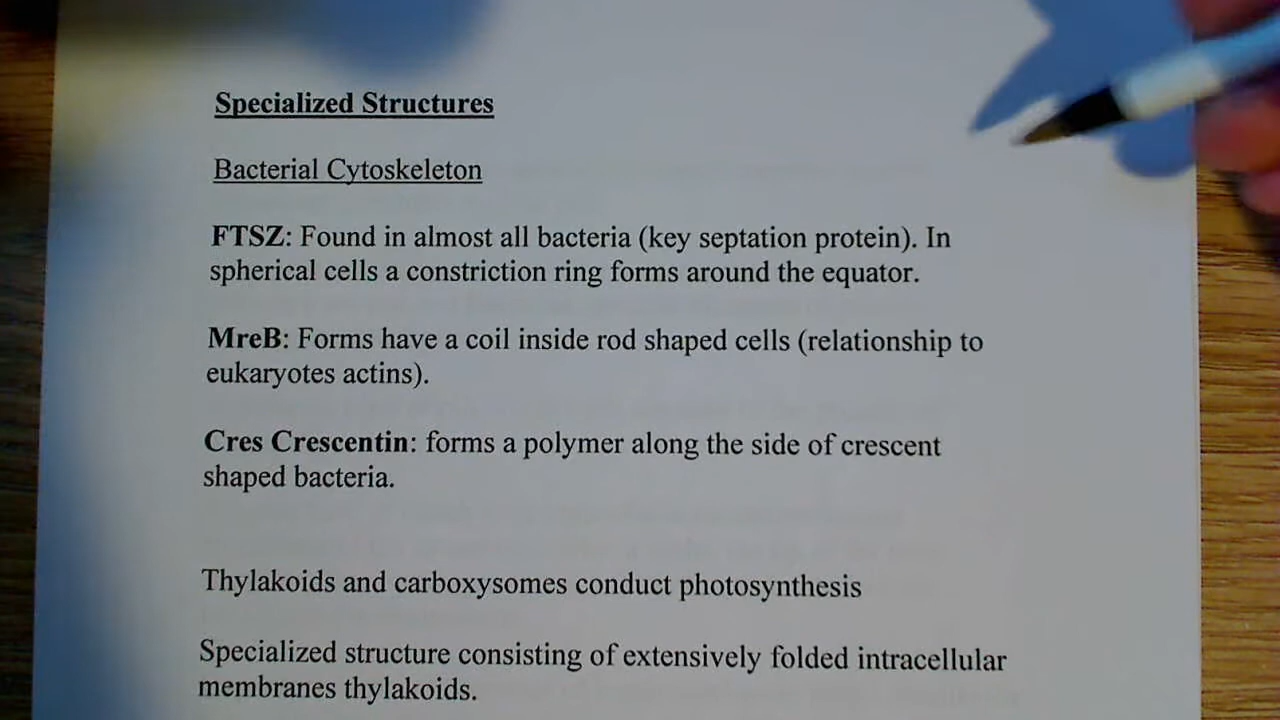 Specialized Structures
Bacterial Cytoskeleton
FTSZ: Found in almost all bacteria (key septation protein). In
spherical cells a constriction ring forms around the equator.
MreB: Forms have a coil inside rod shaped cells (relationship to
eukaryotes actins).
Cres Crescentin: forms a polymer along the side of crescent
shaped bacteria.
Thylakoids and carboxysomes conduct photosynthesis
Specialized structure consisting of extensively folded intracellular
membranes thylakoids.